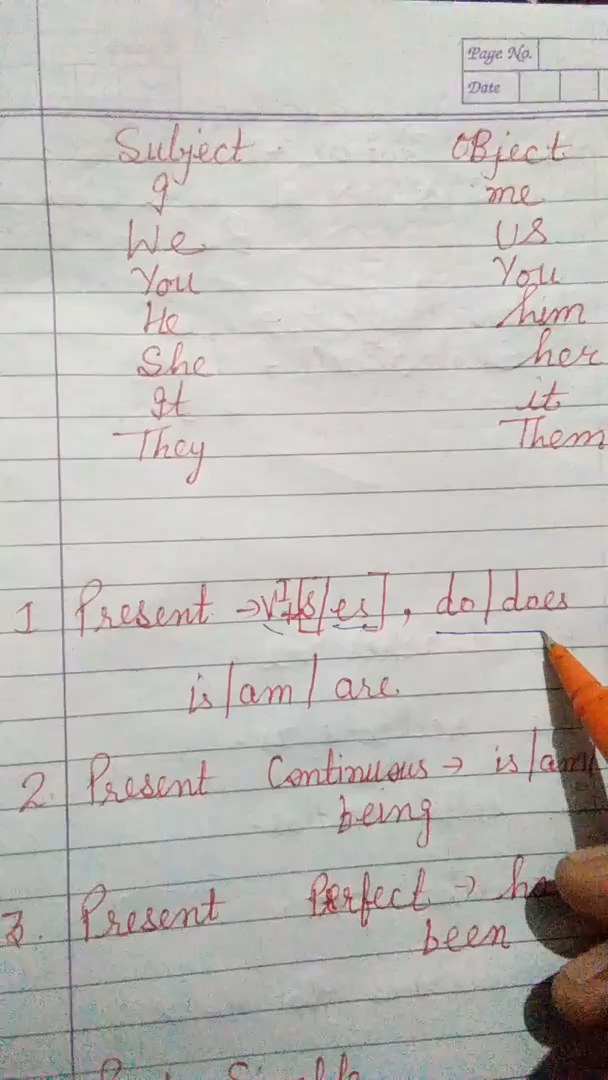 Page No.
Date
Subject OBject
I me
We us
You You
He him
She her
It it
They Them
1 Present → V¹+[s/es], do/does
is/am/are
2. Present Continuous → is/am/
being
3. Present Perfect → ha
been